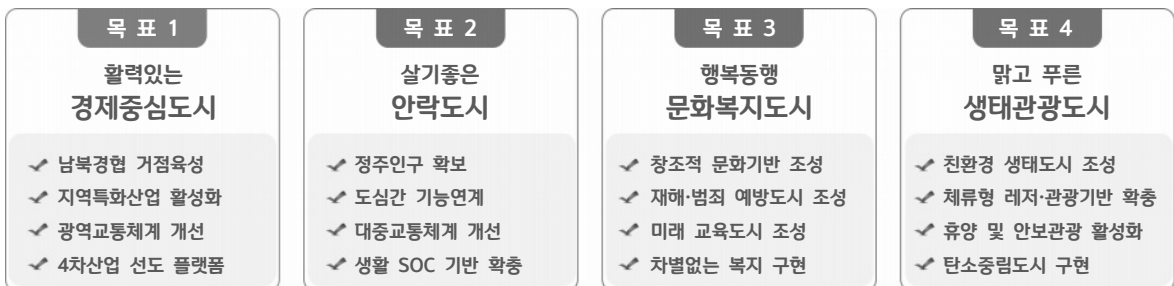 목 표 1
활력있는
경제중심도시
남북경협 거점육성
지역특화산업 활성화
광역교통체계 개선
4차산업 선도 플랫폼
목 표 2
살기좋은
안락도시
정주인구 확보
도심간 기능연계
대중교통체계 개선
생활 SOC 기반 확충
목 표 3
행복동행
문화복지도시
창조적 문화기반 조성
재해·범죄 예방도시 조성
미래 교육도시 조성
차별없는 복지 구현
목 표 4
맑고 푸른
생태관광도시
친환경 생태도시 조성
체류형 레저·관광기반 확충
휴양 및 안보관광 활성화
탄소중립도시 구현